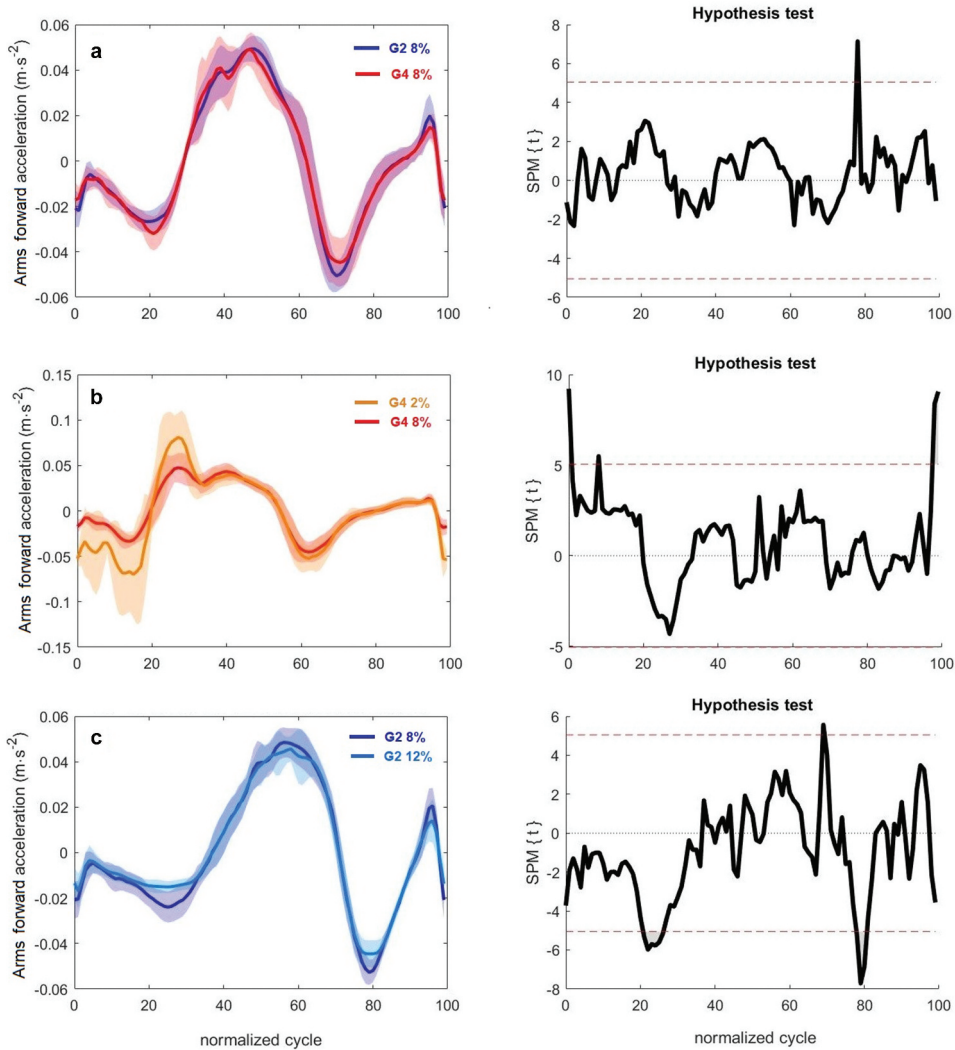 Hypothesis test
a
G2 8%
G4 8%
Arms forward acceleration (m·s-2)
0.06
0.04
0.02
0
-0.02
-0.04
-0.06
0 20 40 60 80 100
SPM { t }
8
6
4
2
0
-2
-4
-6
0 20 40 60 80 100
Hypothesis test
b
G4 2%
G4 8%
Arms forward acceleration (m·s-2)
0.15
0.1
0.05
0
-0.05
-0.1
-0.15
0 20 40 60 80 100
SPM { t }
10
5
0
-5
0 20 40 60 80 100
Hypothesis test
c
G2 8%
G2 12%
Arms forward acceleration (m·s-2)
0.06
0.04
0.02
0
-0.02
-0.04
-0.06
0 20 40 60 80 100
normalized cycle
SPM { t }
6
4
2
0
-2
-4
-6
-8
0 20 40 60 80 100
normalized cycle